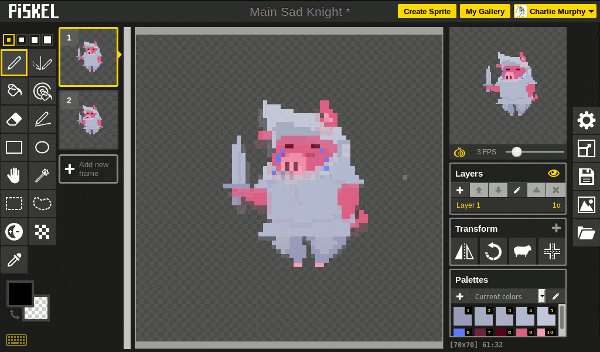 PiSKEL
Main Sad Knight *
Create Sprite
My Gallery
Charlie Murphy
1
2
Add new
frame
3 FPS
Layers
Layer 1
1α
Transform
Palettes
Current colors
1 2 3 4 5
6 7 8 9 10
[70x70] 61:32